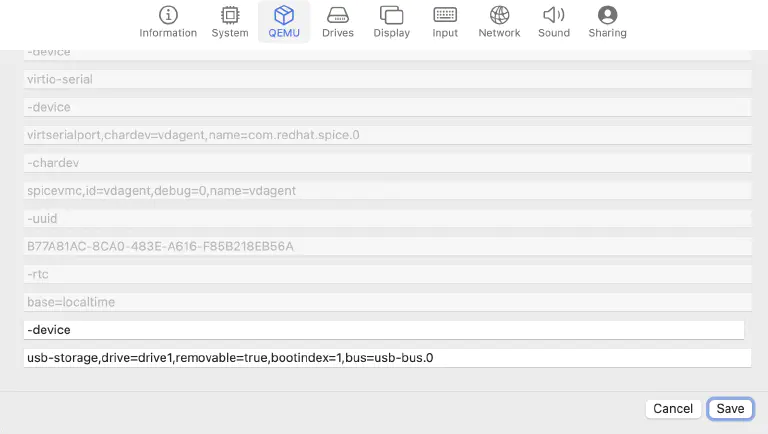 Information System QEMU Drives Display Input Network Sound Sharing
-device
virtio-serial
-device
virtserialport,chardev=vdagent,name=com.redhat.spice.0
-chardev
spicevmc,id=vdagent,debug=0,name=vdagent
-uuid
B77A81AC-8CA0-483E-A616-F85B218EB56A
-rtc
base=localtime
-device
usb-storage,drive=drive1,removable=true,bootindex=1,bus=usb-bus.0
Cancel Save